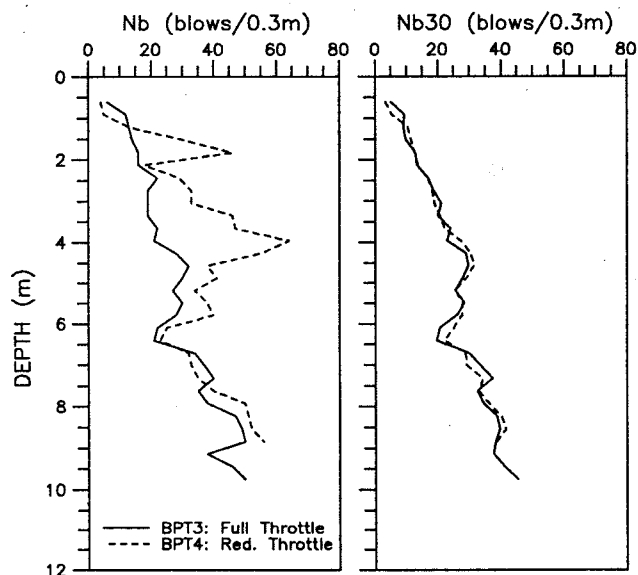 Nb (blows/0.3m)
Nb30 (blows/0.3m)
0 20 40 60 80
0 20 40 60 80
0
2
4
6
8
10
12
DEPTH (m)
BPT3: Full Throttle
BPT4: Red. Throttle